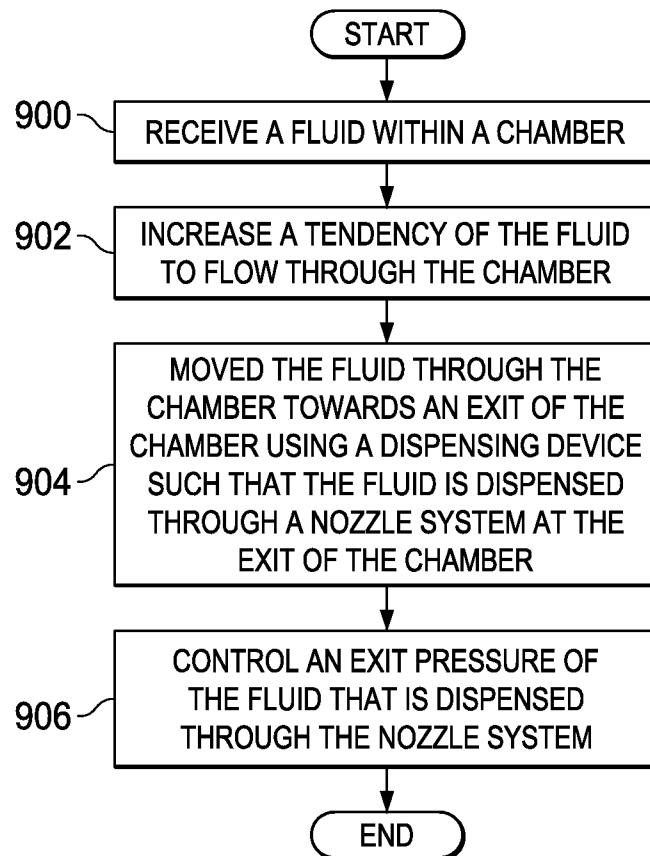 START
900
RECEIVE A FLUID WITHIN A CHAMBER
902
INCREASE A TENDENCY OF THE FLUID
TO FLOW THROUGH THE CHAMBER
904
MOVED THE FLUID THROUGH THE
CHAMBER TOWARDS AN EXIT OF THE
CHAMBER USING A DISPENSING DEVICE
SUCH THAT THE FLUID IS DISPENSED
THROUGH A NOZZLE SYSTEM AT THE
EXIT OF THE CHAMBER
906
CONTROL AN EXIT PRESSURE OF
THE FLUID THAT IS DISPENSED
THROUGH THE NOZZLE SYSTEM
END